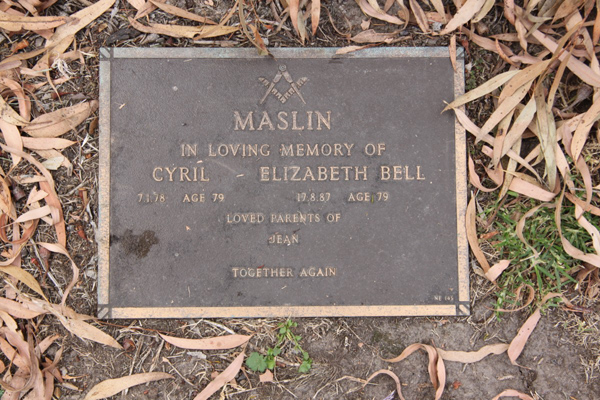 MASLIN
IN LOVING MEMORY OF
CYRIL - ELIZABETH BELL
7.1.78 AGE 79 17.8.87 AGE 79
LOVED PARENTS OF
JEAN
TOGETHER AGAIN